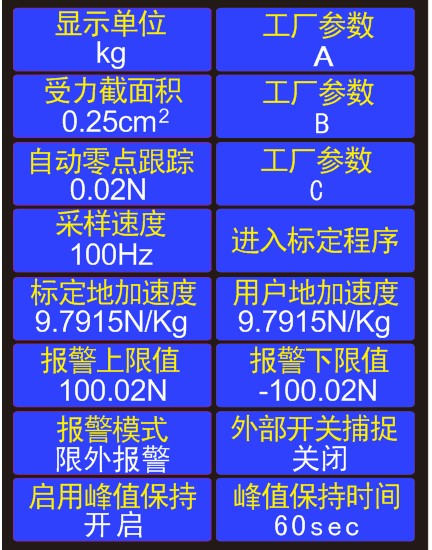 显示单位
kg
工厂参数
A
受力截面积
0.25cm²
工厂参数
B
自动零点跟踪
0.02N
工厂参数
C
采样速度
100Hz
进入标定程序
标定地加速度
9.7915N/Kg
用户地加速度
9.7915N/Kg
报警上限值
100.02N
报警下限值
-100.02N
报警模式
限外报警
外部开关捕捉
关闭
启用峰值保持
开启
峰值保持时间
60sec